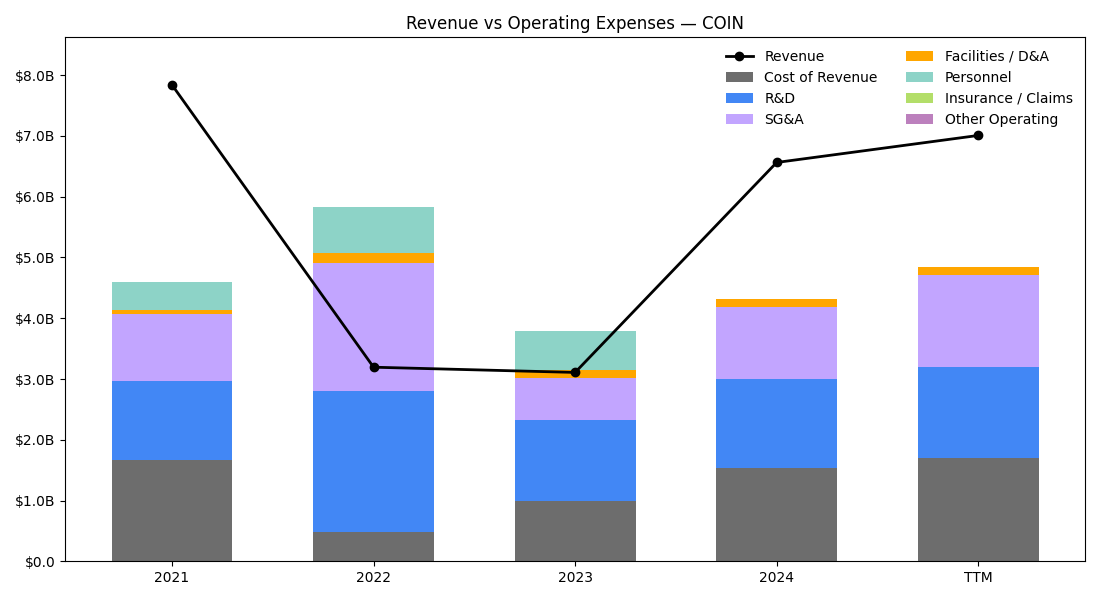 Revenue vs Operating Expenses — COIN
$8.0B
$7.0B
$6.0B
$5.0B
$4.0B
$3.0B
$2.0B
$1.0B
$0.0
Revenue
Cost of Revenue
R&D
SG&A
Facilities / D&A
Personnel
Insurance / Claims
Other Operating
2021
2022
2023
2024
TTM